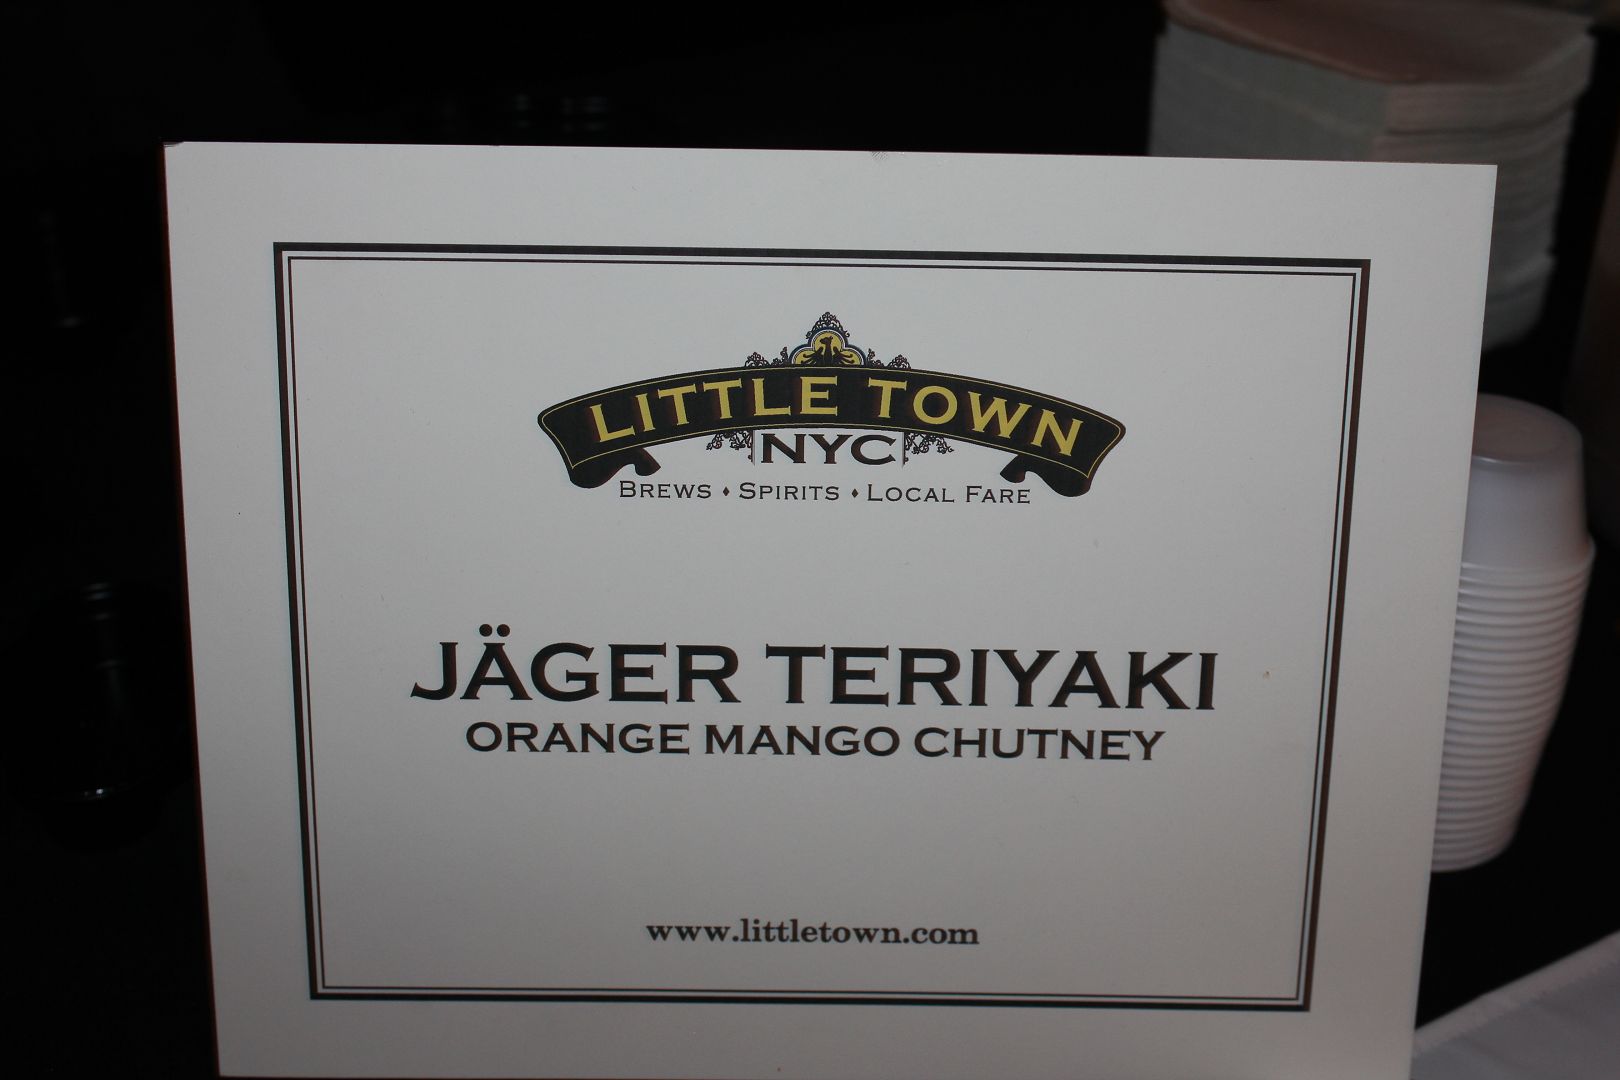 LITTLE TOWN
NYC
BREWS ♦ SPIRITS ♦ LOCAL FARE
JÄGER TERIYAKI
ORANGE MANGO CHUTNEY
www.littletown.com